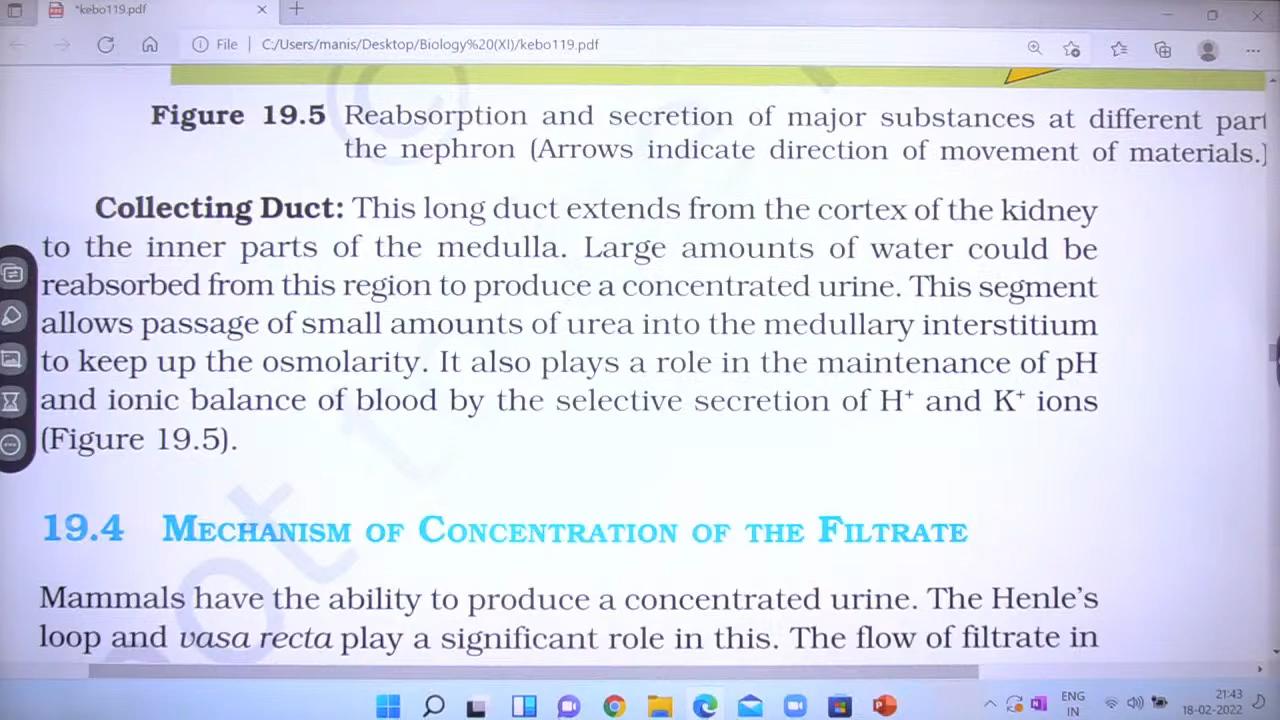 *kebo119.pdf
File | C:/Users/manis/Desktop/Biology%20(XI)/kebo119.pdf
Figure 19.5 Reabsorption and secretion of major substances at different part
the nephron (Arrows indicate direction of movement of materials.)
Collecting Duct: This long duct extends from the cortex of the kidney
to the inner parts of the medulla. Large amounts of water could be
reabsorbed from this region to produce a concentrated urine. This segment
allows passage of small amounts of urea into the medullary interstitium
to keep up the osmolarity. It also plays a role in the maintenance of pH
and ionic balance of blood by the selective secretion of H⁺ and K⁺ ions
(Figure 19.5).
19.4 MECHANISM OF CONCENTRATION OF THE FILTRATE
Mammals have the ability to produce a concentrated urine. The Henle's
loop and vasa recta play a significant role in this. The flow of filtrate in
ENG
IN
21:43
18-02-2022